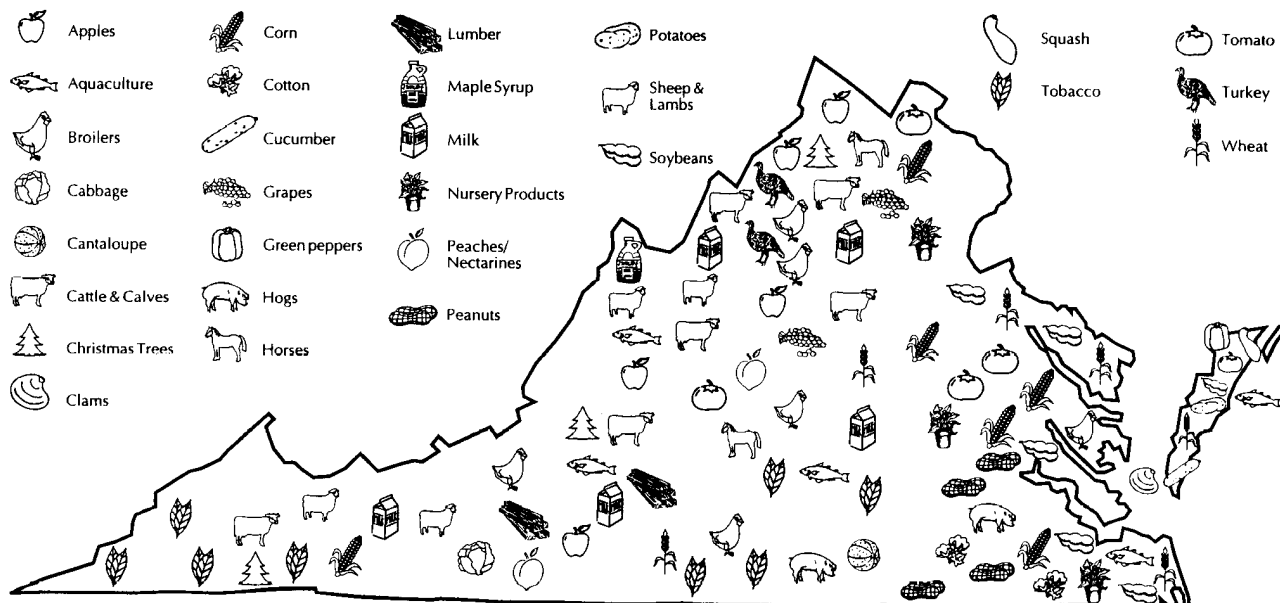 Apples
Aquaculture
Broilers
Cabbage
Cantaloupe
Cattle & Calves
Christmas Trees
Clams
Corn
Cotton
Cucumber
Grapes
Green peppers
Hogs
Horses
Lumber
Maple Syrup
Milk
Nursery Products
Peaches/
Nectarines
Peanuts
Potatoes
Sheep &
Lambs
Soybeans
Squash
Tobacco
Tomato
Turkey
Wheat